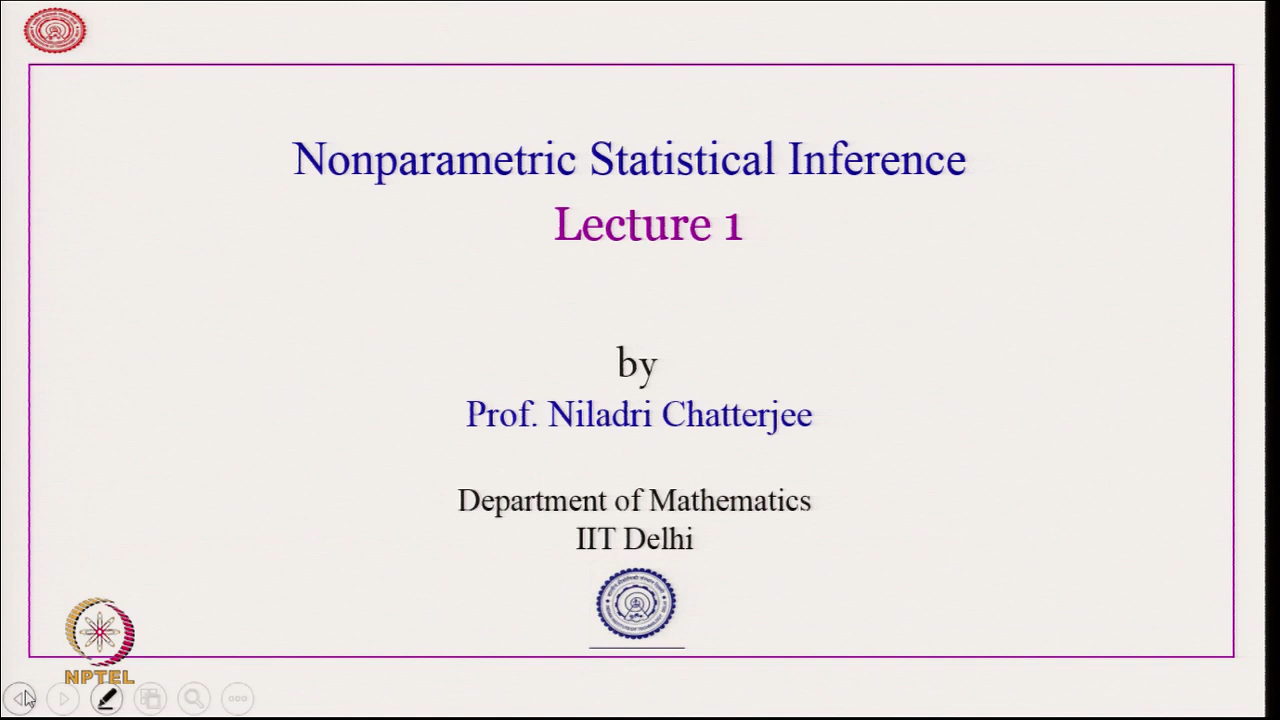 Nonparametric Statistical Inference
Lecture 1
by
Prof. Niladri Chatterjee
Department of Mathematics
IIT Delhi
NPTEL